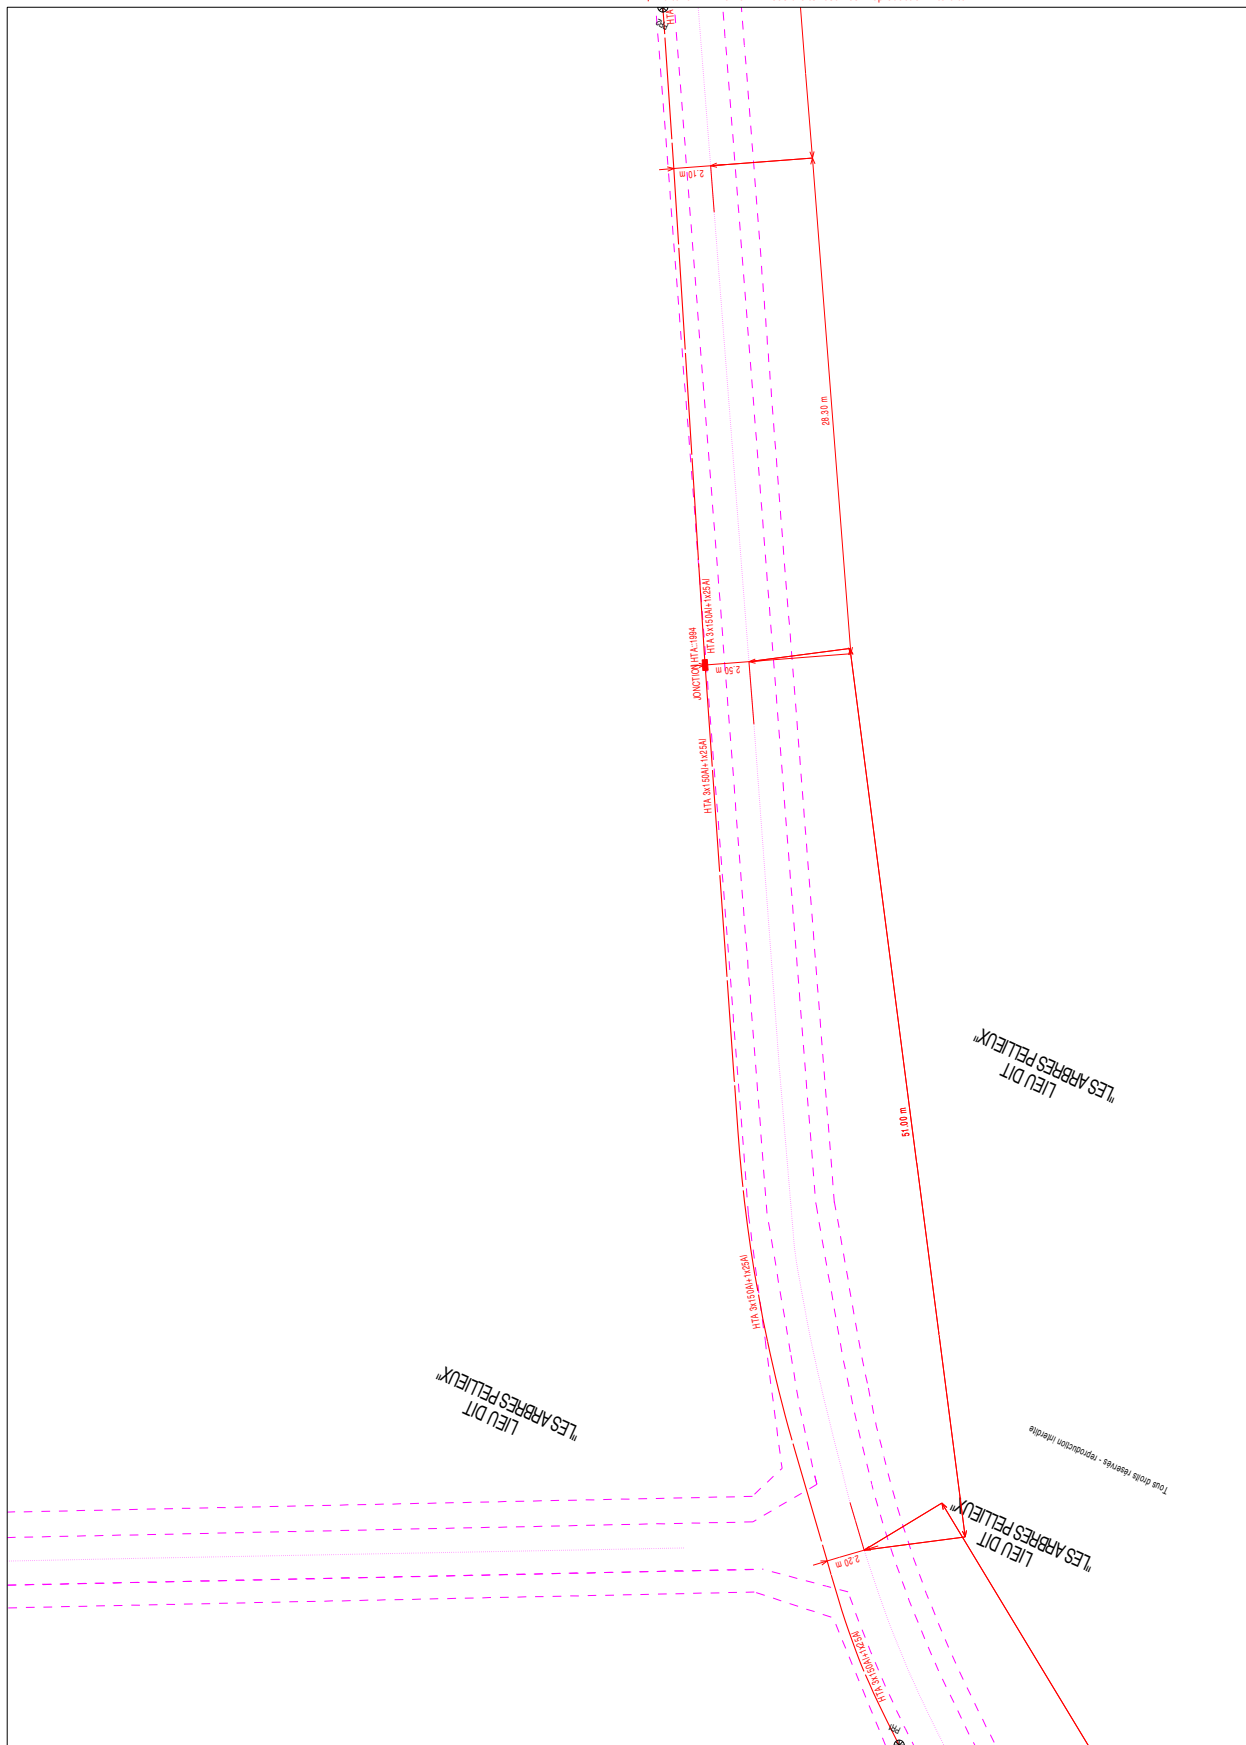 HTA
2.10 m
28.30 m
JONCTION HTA::1994
HTA 3x150Al+1x25Al
2.50 m
HTA 3x150Al+1x25Al
LIEU DIT
"LES ARBRES PELLIEUX"
51.00 m
HTA 3x150Al+1x25Al
LIEU DIT
"LES ARBRES PELLIEUX"
Tous droits réservés - reproduction interdite
LIEU DIT
"LES ARBRES PELLIEUX"
2.20 m
HTA 3x150Al+1x25Al